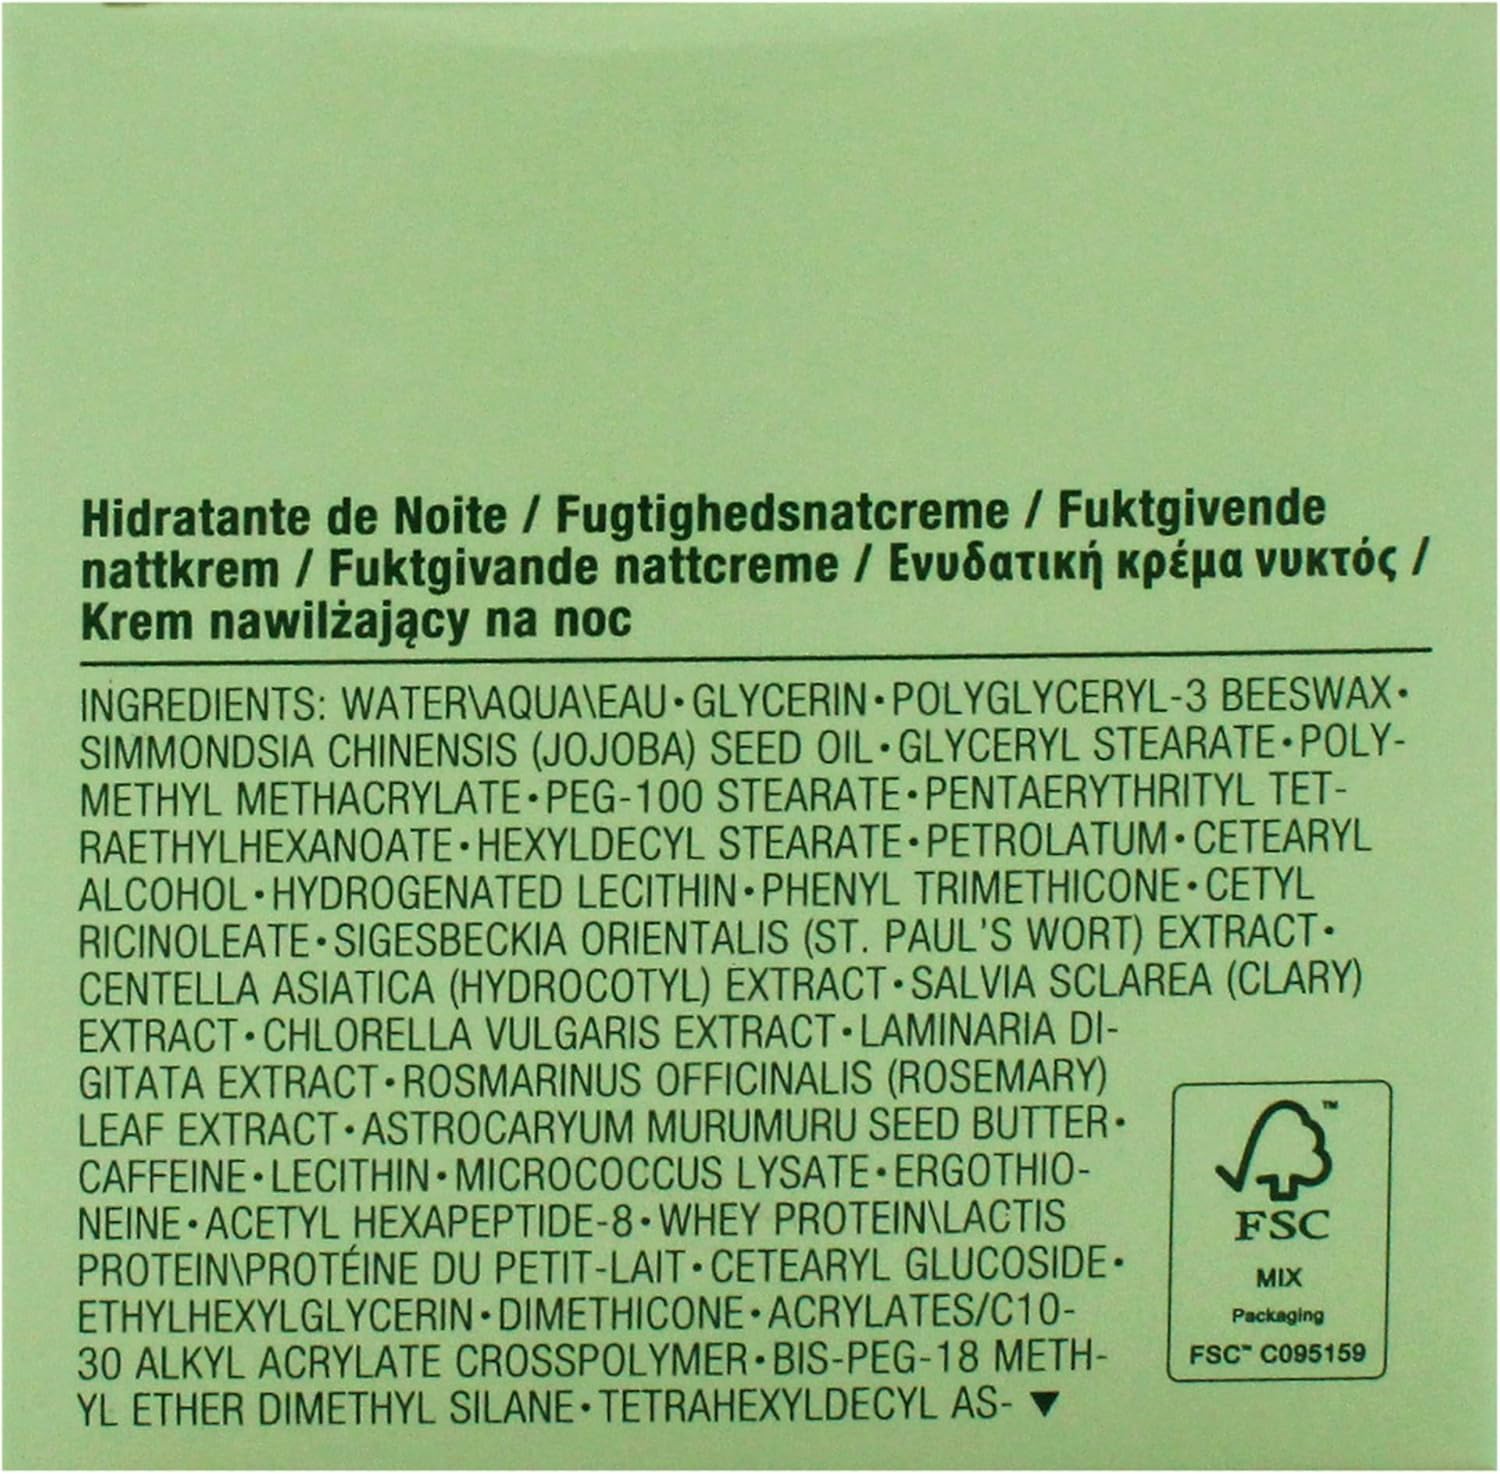 Hidratante de Noite / Fugtighedsnatcreme / Fuktgivende
nattkrem / Fuktgivande nattcreme / Ενυδατική κρέμα νυκτός /
Krem nawilżający na noc
INGREDIENTS: WATER\AQUA\EAU•GLYCERIN•POLYGLYCERYL-3 BEESWAX•
SIMMONDSIA CHINENSIS (JOJOBA) SEED OIL•GLYCERYL STEARATE•POLY-
METHYL METHACRYLATE•PEG-100 STEARATE•PENTAERYTHRITYL TET-
RAETHYLHEXANOATE•HEXYLDECYL STEARATE•PETROLATUM•CETEARYL
ALCOHOL•HYDROGENATED LECITHIN•PHENYL TRIMETHICONE•CETYL
RICINOLEATE•SIGESBECKIA ORIENTALIS (ST. PAUL'S WORT) EXTRACT•
CENTELLA ASIATICA (HYDROCOTYL) EXTRACT•SALVIA SCLAREA (CLARY)
EXTRACT•CHLORELLA VULGARIS EXTRACT•LAMINARIA DI-
GITATA EXTRACT•ROSMARINUS OFFICINALIS (ROSEMARY)
LEAF EXTRACT•ASTROCARYUM MURUMURU SEED BUTTER•
CAFFEINE•LECITHIN•MICROCOCCUS LYSATE•ERGOTHIO-
NEINE•ACETYL HEXAPEPTIDE-8•WHEY PROTEIN\LACTIS
PROTEIN\PROTÉINE DU PETIT-LAIT•CETEARYL GLUCOSIDE•
ETHYLHEXYLGLYCERIN•DIMETHICONE•ACRYLATES/C10-
30 ALKYL ACRYLATE CROSSPOLYMER•BIS-PEG-18 METH-
YL ETHER DIMETHYL SILANE•TETRAHEXYLDECYL AS- ▼
™
FSC
MIX
Packaging
FSC™ C095159